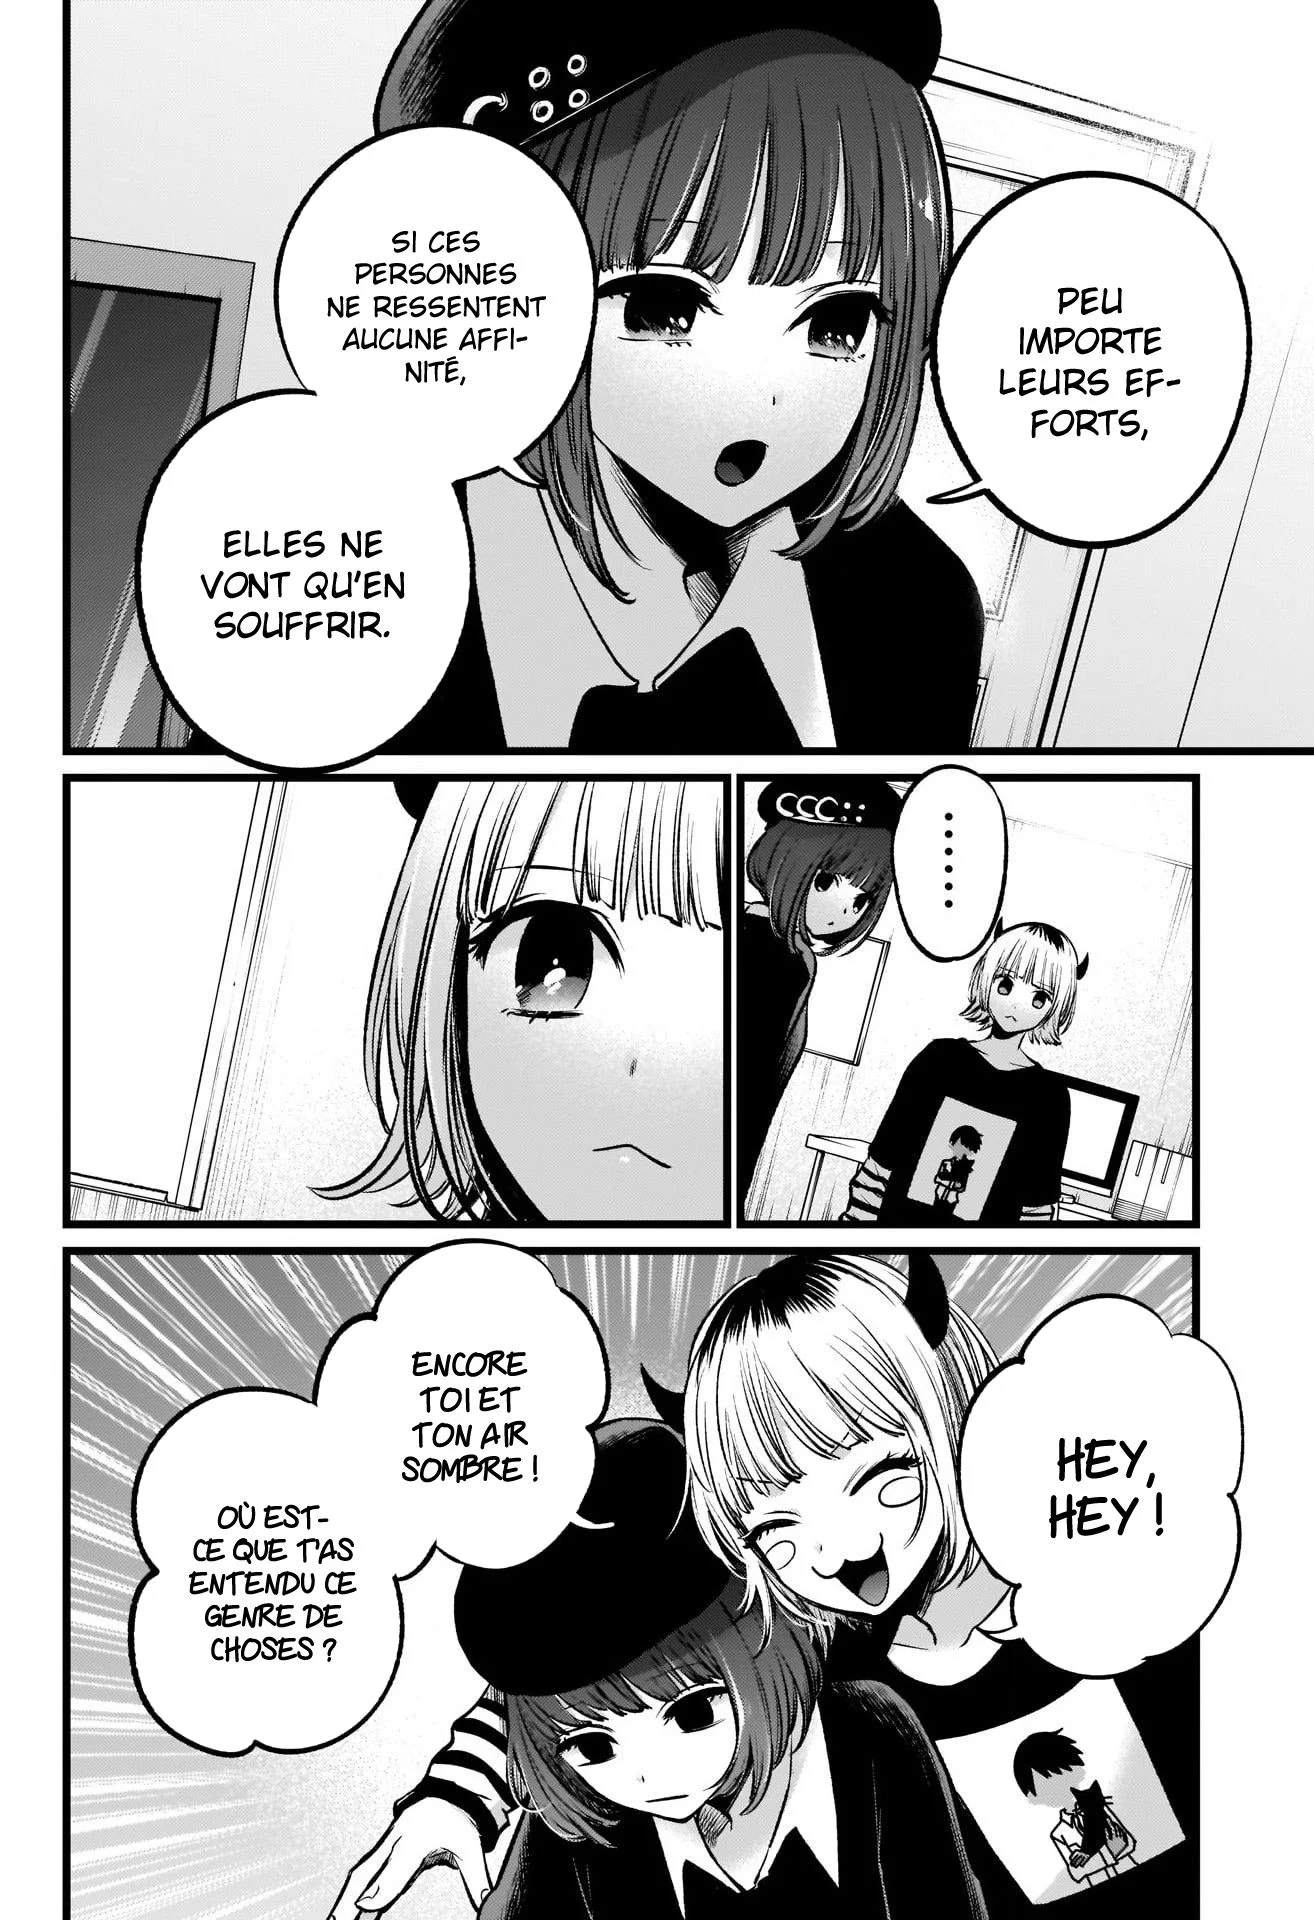 PEU
IMPORTE
LEURS EF-
FORTS,
SI CES
PERSONNES
NE RESSENTENT
AUCUNE AFFI-
NITÉ,
ELLES NE
VONT QU'EN
SOUFFRIR.
......
HEY,
HEY !
ENCORE
TOI ET
TON AIR
SOMBRE !
OÙ EST-
CE QUE T'AS
ENTENDU CE
GENRE DE
CHOSES ?